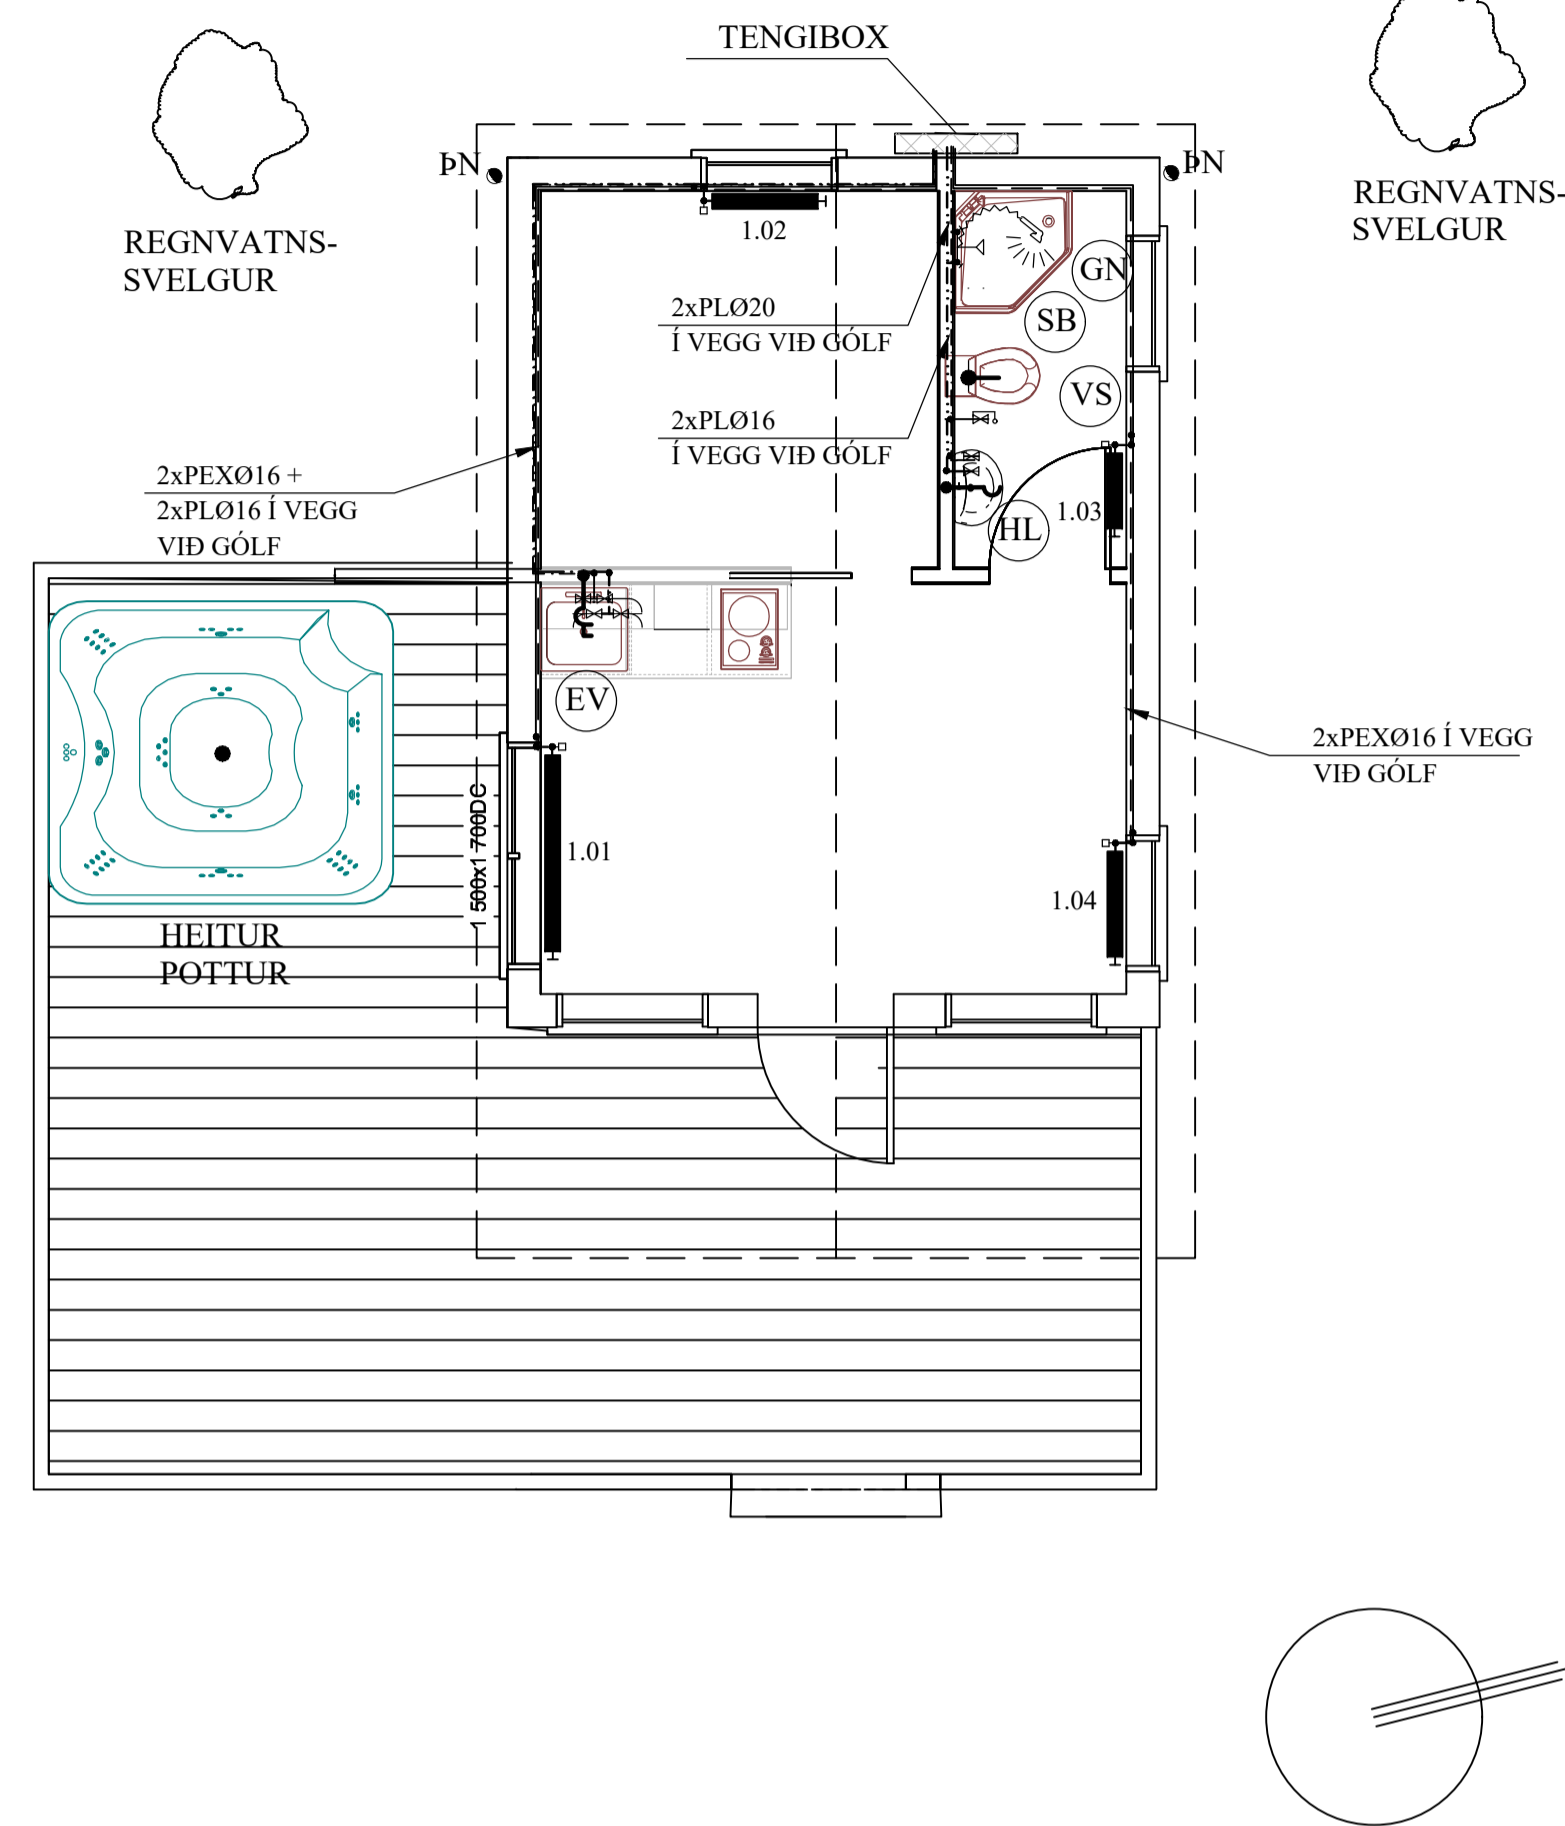 TENGIBOX
ÞN
ÞN
REGNVATNS-
SVELGUR
REGNVATNS-
SVELGUR
1.02
GN
SB
2xPLØ20
Í VEGG VIÐ GÓLF
VS
2xPLØ16
Í VEGG VIÐ GÓLF
2xPEXØ16 +
2xPLØ16 Í VEGG
VIÐ GÓLF
1.03
HL
EV
2xPEXØ16 Í VEGG
VIÐ GÓLF
1 500x1 700DC
1.01
1.04
HEITUR
POTTUR